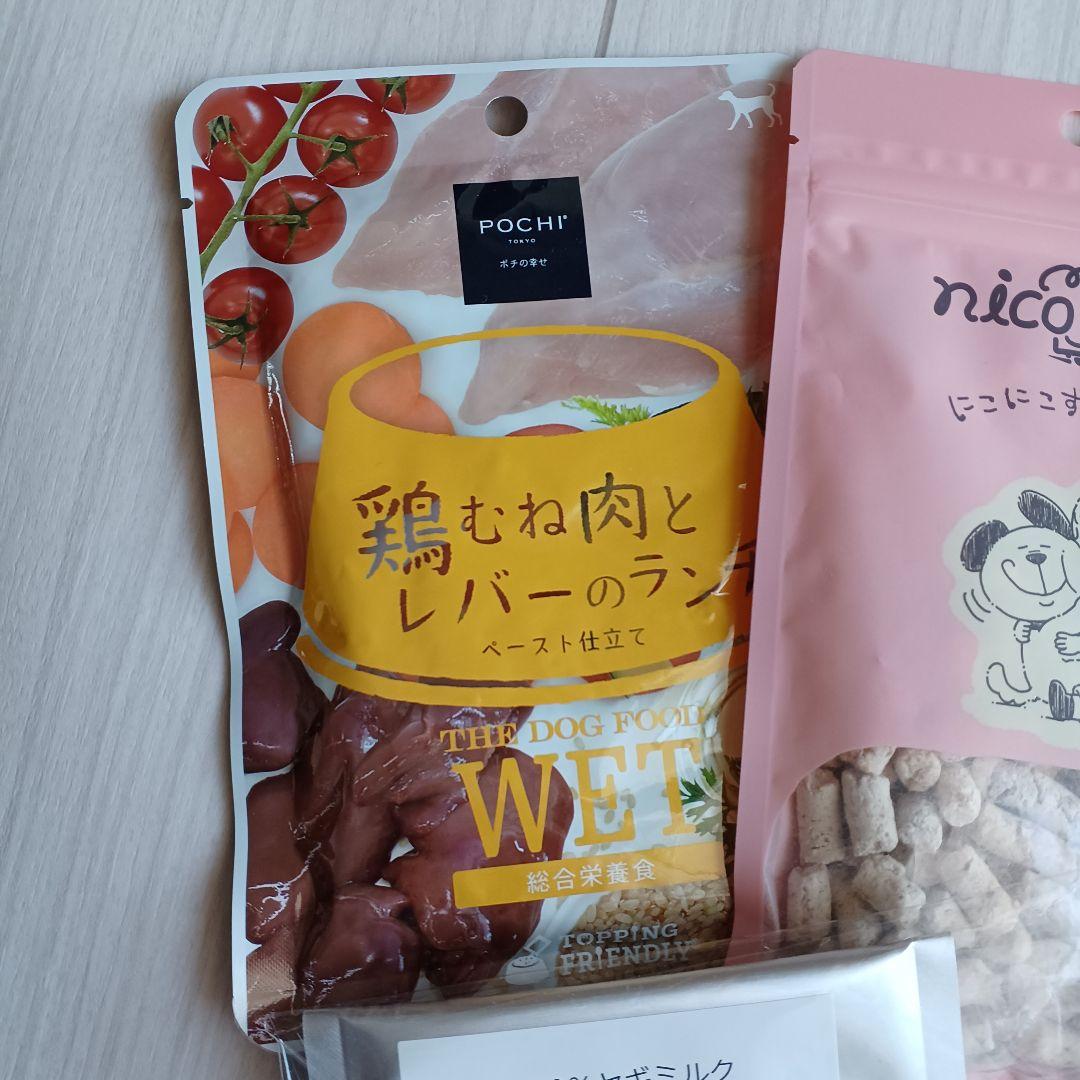 POCHI
TOKYO
ポチの幸せ
鶏むね肉と
レバーのランチ
ペースト仕立て
THE DOG FOOD
WET
総合栄養食
TOPPING
FRIENDLY
nico
にこにこす
%ヤギミルク